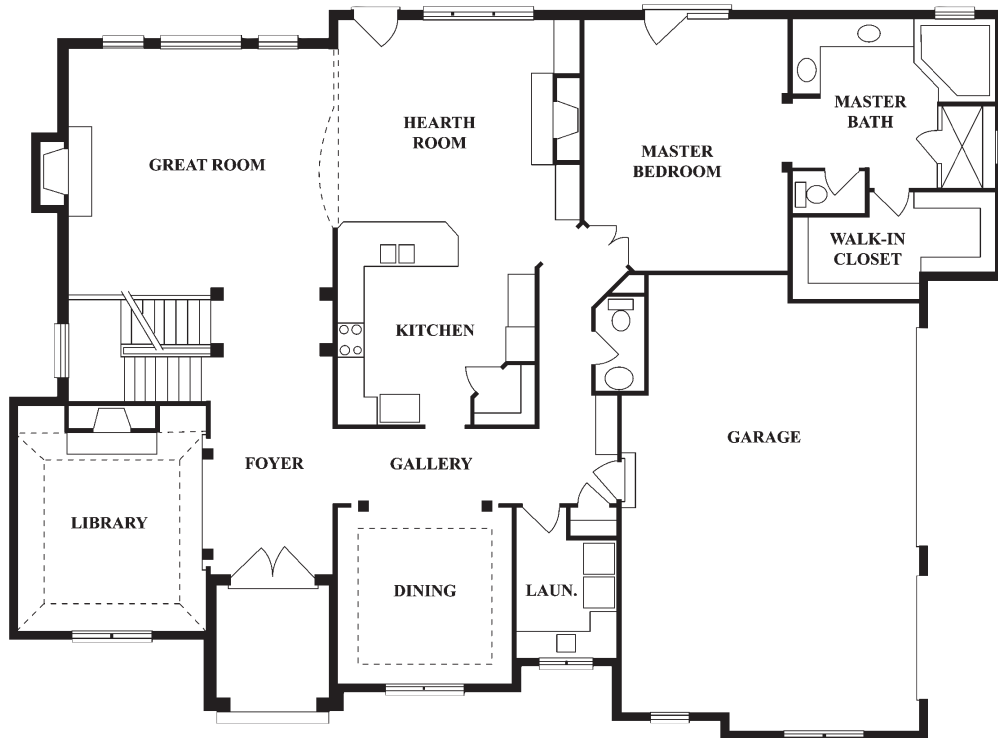 HEARTH
ROOM
MASTER
BATH
GREAT ROOM
MASTER
BEDROOM
WALK-IN
CLOSET
KITCHEN
GARAGE
FOYER
GALLERY
LIBRARY
DINING
LAUN.